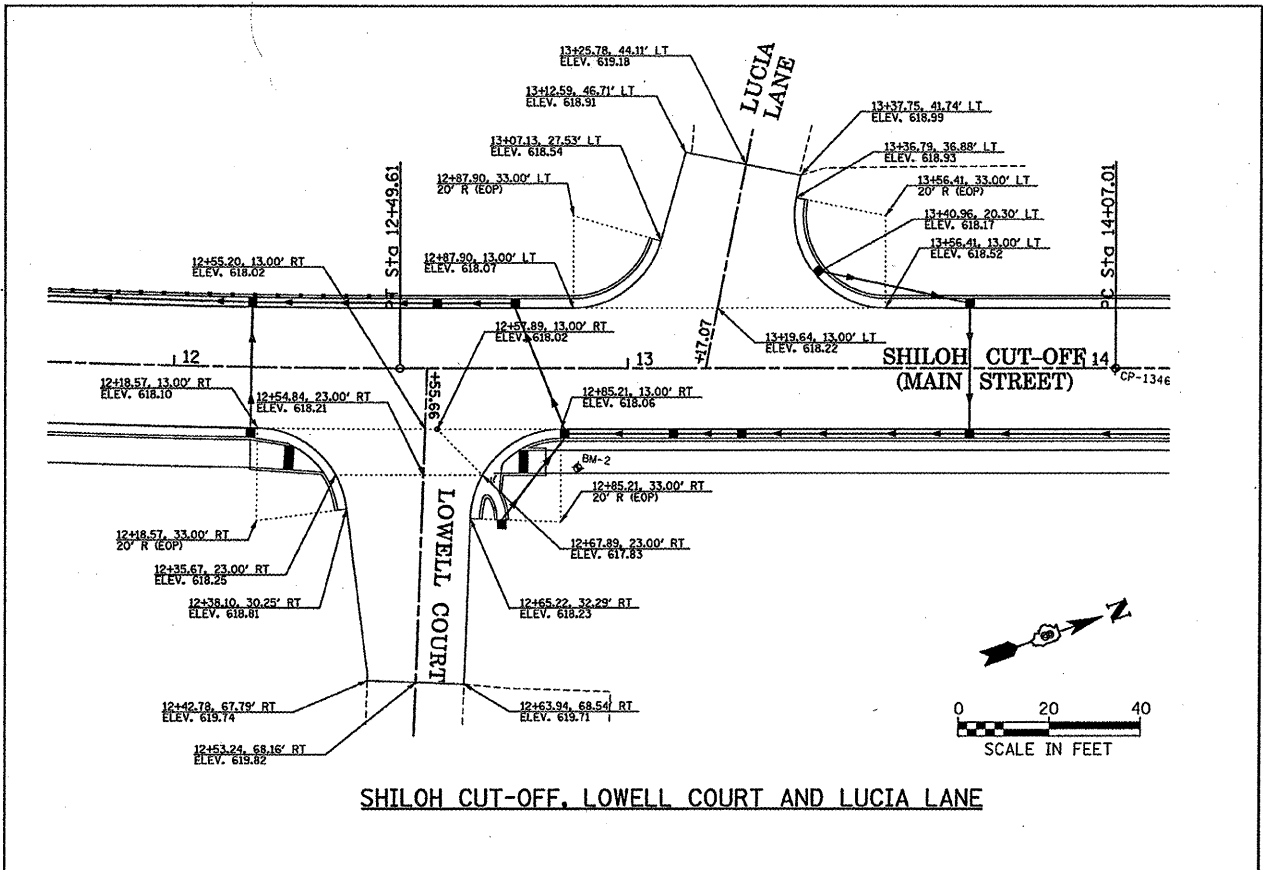 13+25.78, 44.11' LT
ELEV. 619.18
LUCIA
LANE
13+12.59, 46.71' LT
ELEV. 618.91
13+37.75, 41.74' LT
ELEV. 618.99
13+07.13, 27.53' LT
ELEV. 618.54
13+36.79, 36.88' LT
ELEV. 618.93
12+87.90, 33.00' LT
20' R (EOP)
13+56.41, 33.00' LT
20' R (EOP)
PT Sta 12+49.61
PC Sta 14+07.01
13+40.96, 20.30' LT
ELEV. 618.17
12+55.20, 13.00' RT
ELEV. 618.02
12+87.90, 13.00' LT
ELEV. 618.07
13+56.41, 13.00' LT
ELEV. 618.52
12+57.89, 13.00' RT
ELEV. 618.02
13+19.64, 13.00' LT
ELEV. 618.22
+17.07
12
13
14
SHILOH CUT-OFF
(MAIN STREET)
CP-1346
12+18.57, 13.00' RT
ELEV. 618.10
12+54.84, 23.00' RT
ELEV. 618.21
+55.66
12+85.21, 13.00' RT
ELEV. 618.06
BM-2
12+85.21, 33.00' RT
20' R (EOP)
LOWELL COURT
12+18.57, 33.00' RT
20' R (EOP)
12+67.89, 23.00' RT
ELEV. 617.83
12+35.67, 23.00' RT
ELEV. 618.25
12+38.10, 30.25' RT
ELEV. 618.81
12+65.22, 32.29' RT
ELEV. 618.23
N
12+42.78, 67.79' RT
ELEV. 619.74
12+63.94, 68.54' RT
ELEV. 619.71
0 20 40
SCALE IN FEET
12+53.24, 68.16' RT
ELEV. 619.82
SHILOH CUT-OFF, LOWELL COURT AND LUCIA LANE